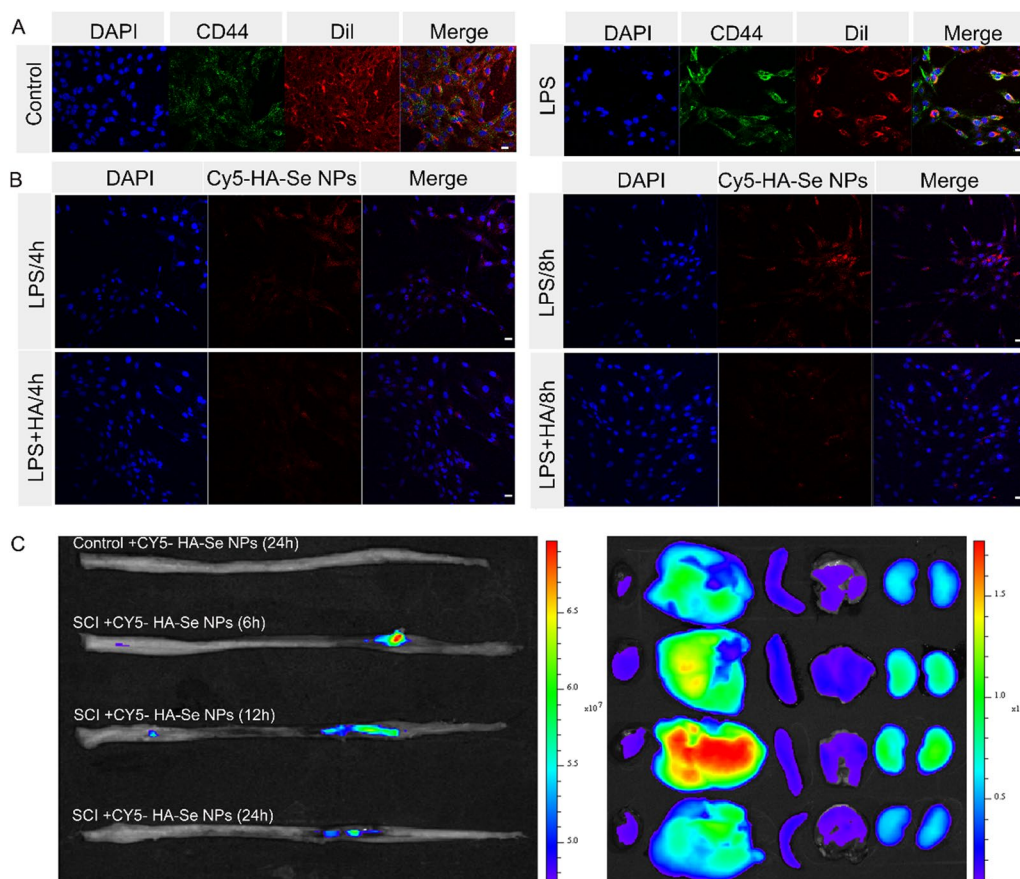 A
DAPI CD44 Dil Merge
Control
DAPI CD44 Dil Merge
LPS
B
DAPI Cy5-HA-Se NPs Merge
LPS/4h
LPS+HA/4h
DAPI Cy5-HA-Se NPs Merge
LPS/8h
LPS+HA/8h
C
Control +CY5- HA-Se NPs (24h)
SCI +CY5- HA-Se NPs (6h)
SCI +CY5- HA-Se NPs (12h)
SCI +CY5- HA-Se NPs (24h)
6.5
6.0
x10⁷
5.5
5.0
1.5
1.0
x1
0.5